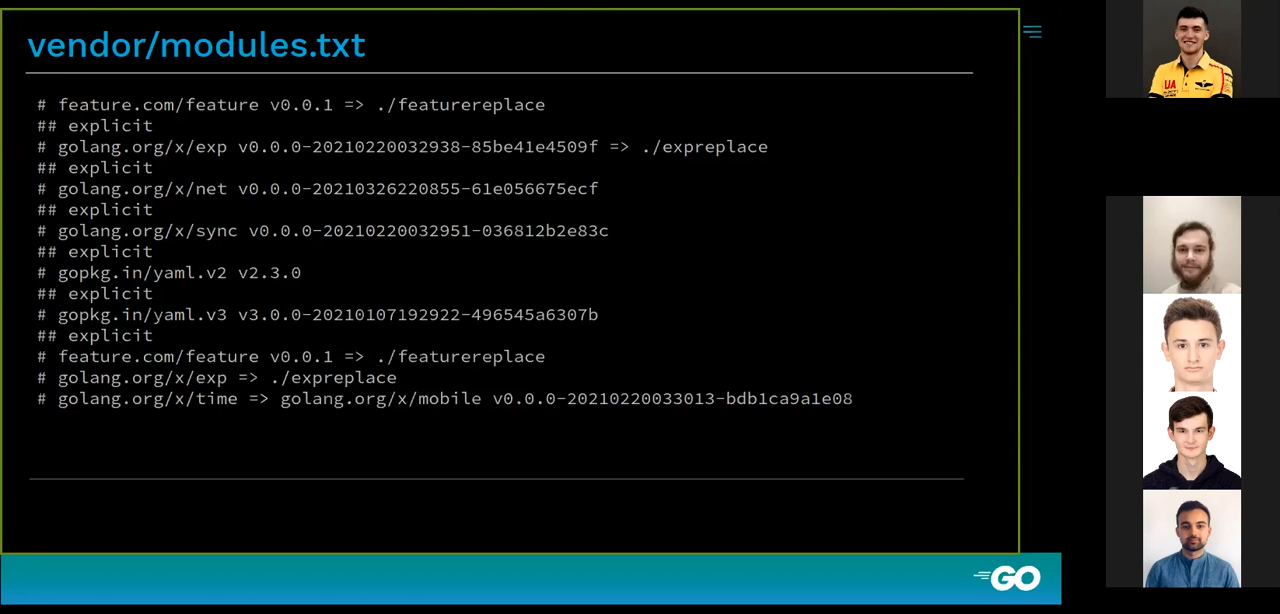 vendor/modules.txt
# feature.com/feature v0.0.1 => ./featurereplace
## explicit
# golang.org/x/exp v0.0.0-20210220032938-85be41e4509f => ./expreplace
## explicit
# golang.org/x/net v0.0.0-20210326220855-61e056675ecf
## explicit
# golang.org/x/sync v0.0.0-20210220032951-036812b2e83c
## explicit
# gopkg.in/yaml.v2 v2.3.0
## explicit
# gopkg.in/yaml.v3 v3.0.0-20210107192922-496545a6307b
## explicit
# feature.com/feature v0.0.1 => ./featurereplace
# golang.org/x/exp => ./expreplace
# golang.org/x/time => golang.org/x/mobile v0.0.0-20210220033013-bdb1ca9a1e08
GO
UA